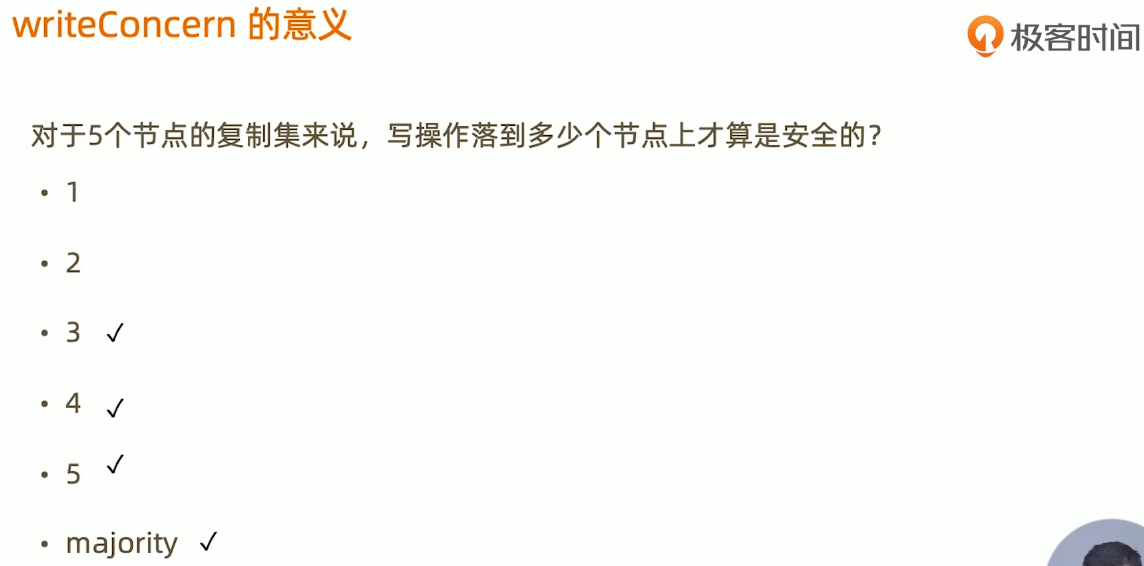 writeConcern 的意义
极客时间
对于5个节点的复制集来说，写操作落到多少个节点上才算是安全的？
• 1
• 2
• 3 ✓
• 4 ✓
• 5 ✓
• majority ✓